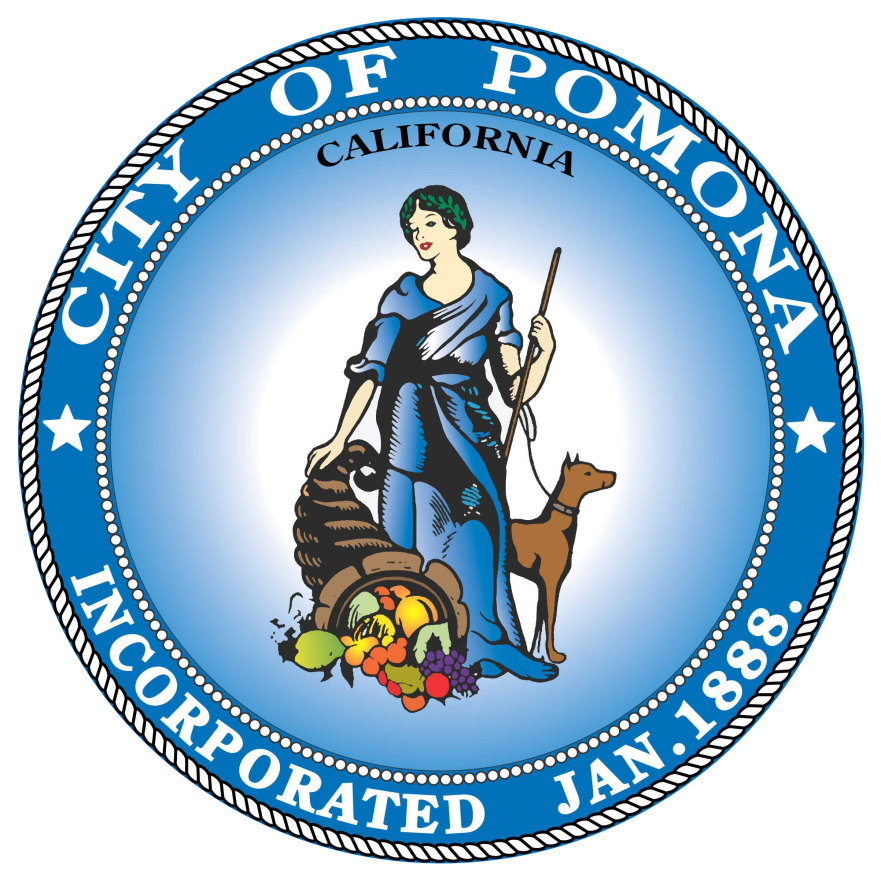 CITY OF POMONA
CALIFORNIA
INCORPORATED JAN. 1888.